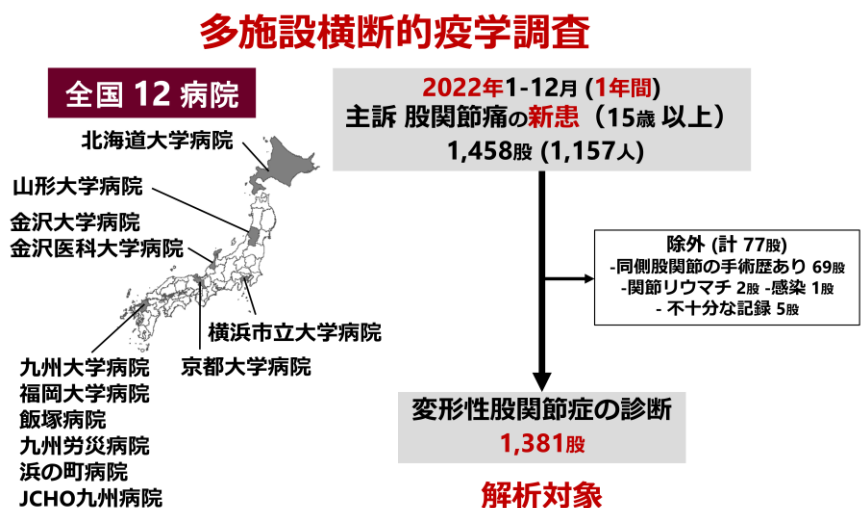 多施設横断的疫学調査
全国 12 病院
北海道大学病院
山形大学病院
金沢大学病院
金沢医科大学病院
横浜市立大学病院
京都大学病院
九州大学病院
福岡大学病院
飯塚病院
九州労災病院
浜の町病院
JCHO九州病院
2022年1-12月 (1年間)
主訴 股関節痛の新患（15歳 以上）
1,458股 (1,157人)
除外 (計 77股)
-同側股関節の手術歴あり 69股
-関節リウマチ 2股 -感染 1股
- 不十分な記録 5股
変形性股関節症の診断
1,381股
解析対象